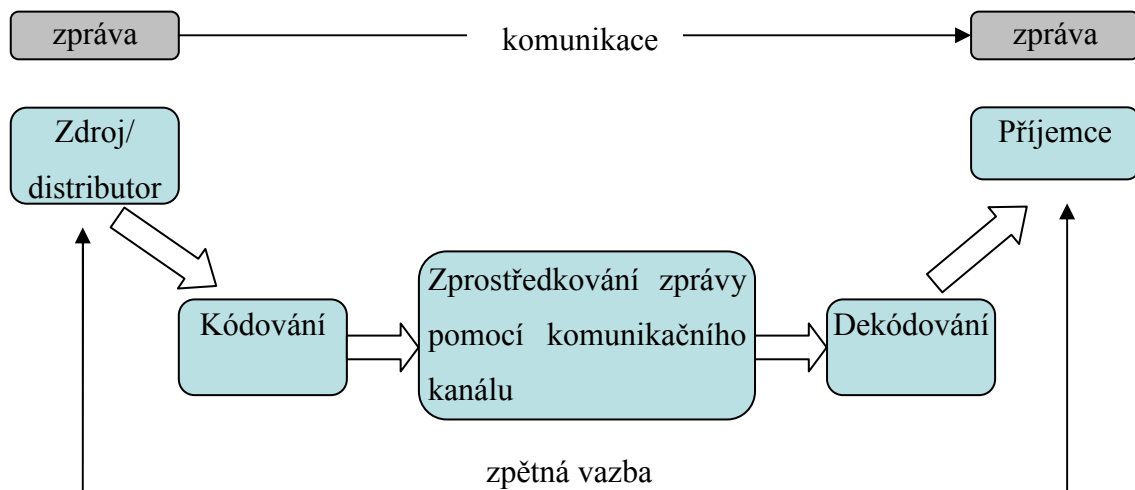 zpráva
komunikace
zpráva
Zdroj/
distributor
Příjemce
Kódování
Zprostředkování zprávy
pomocí komunikačního
kanálu
Dekódování
zpětná vazba